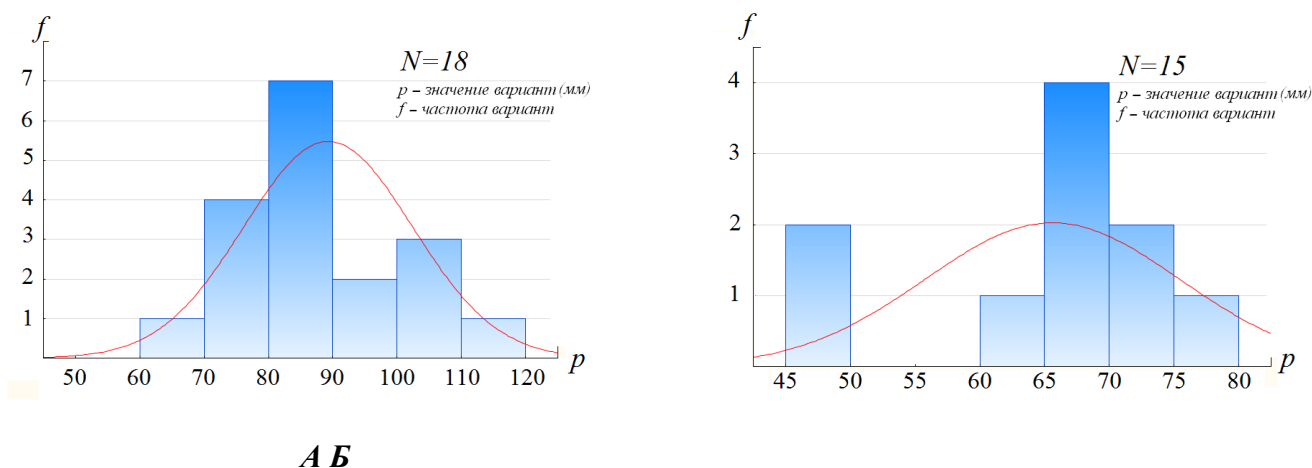 f
N=18
p – значение вариант (мм)
f – частота вариант
7
6
5
4
3
2
1
50 60 70 80 90 100 110 120 p
f
N=15
p – значение вариант (мм)
f – частота вариант
4
3
2
1
45 50 55 60 65 70 75 80 p
А Б